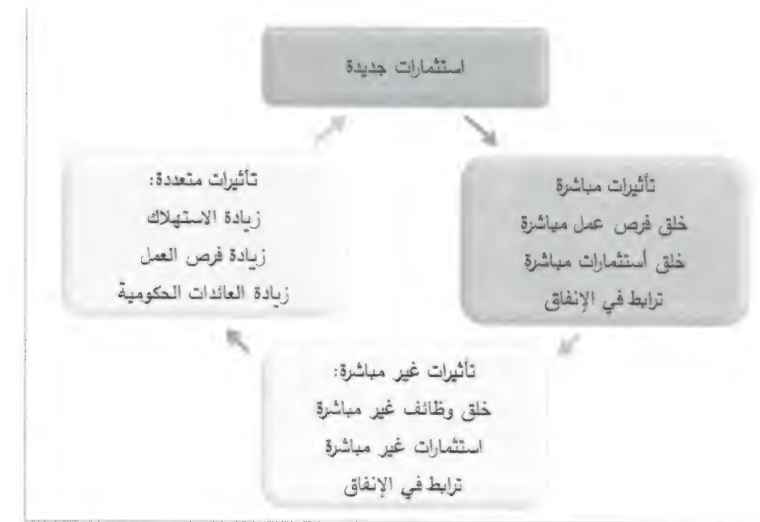 استثمارات جديدة
تأثيرات مباشرة
خلق فرص عمل مباشرة
خلق أستثمارات مباشرة
ترابط في الإنفاق
تأثيرات غير مباشرة:
خلق وظائف غير مباشرة
استثمارات غير مباشرة
ترابط في الإنفاق
تأثيرات متعددة:
زيادة الاستهلاك
زيادة فرص العمل
زيادة العائدات الحكومية